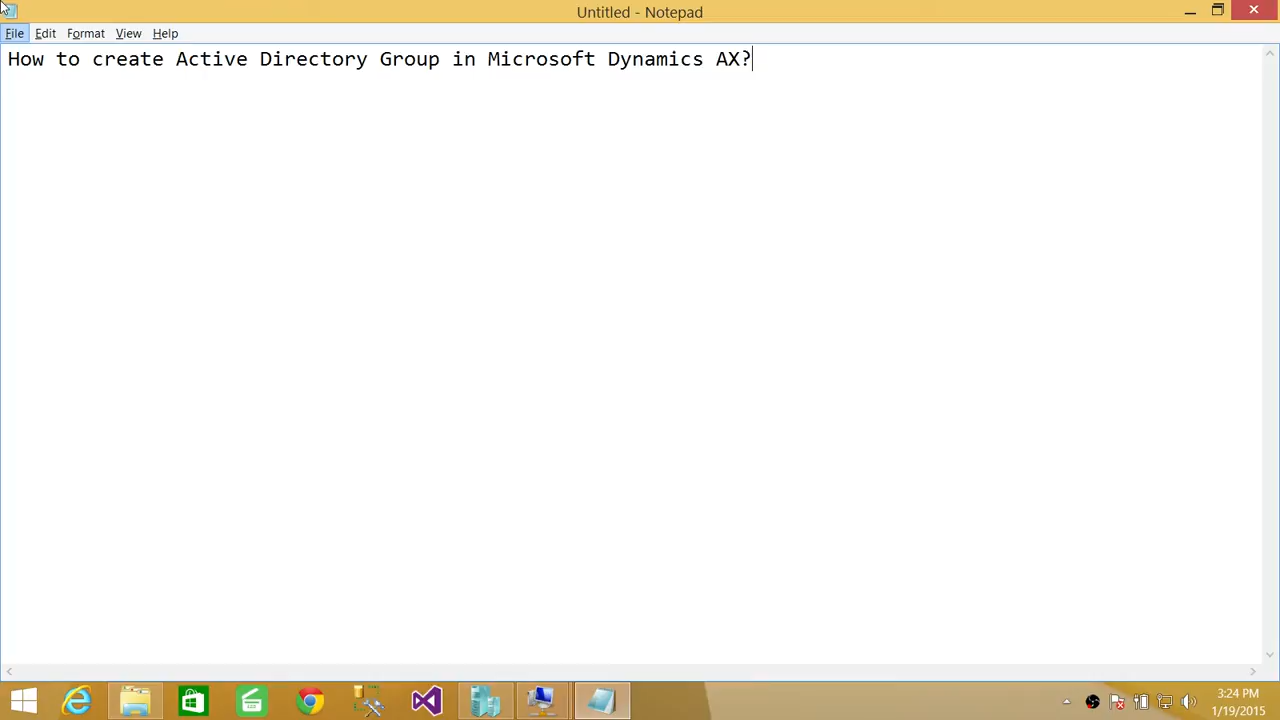 Untitled - Notepad
File Edit Format View Help
How to create Active Directory Group in Microsoft Dynamics AX?
3:24 PM
1/19/2015